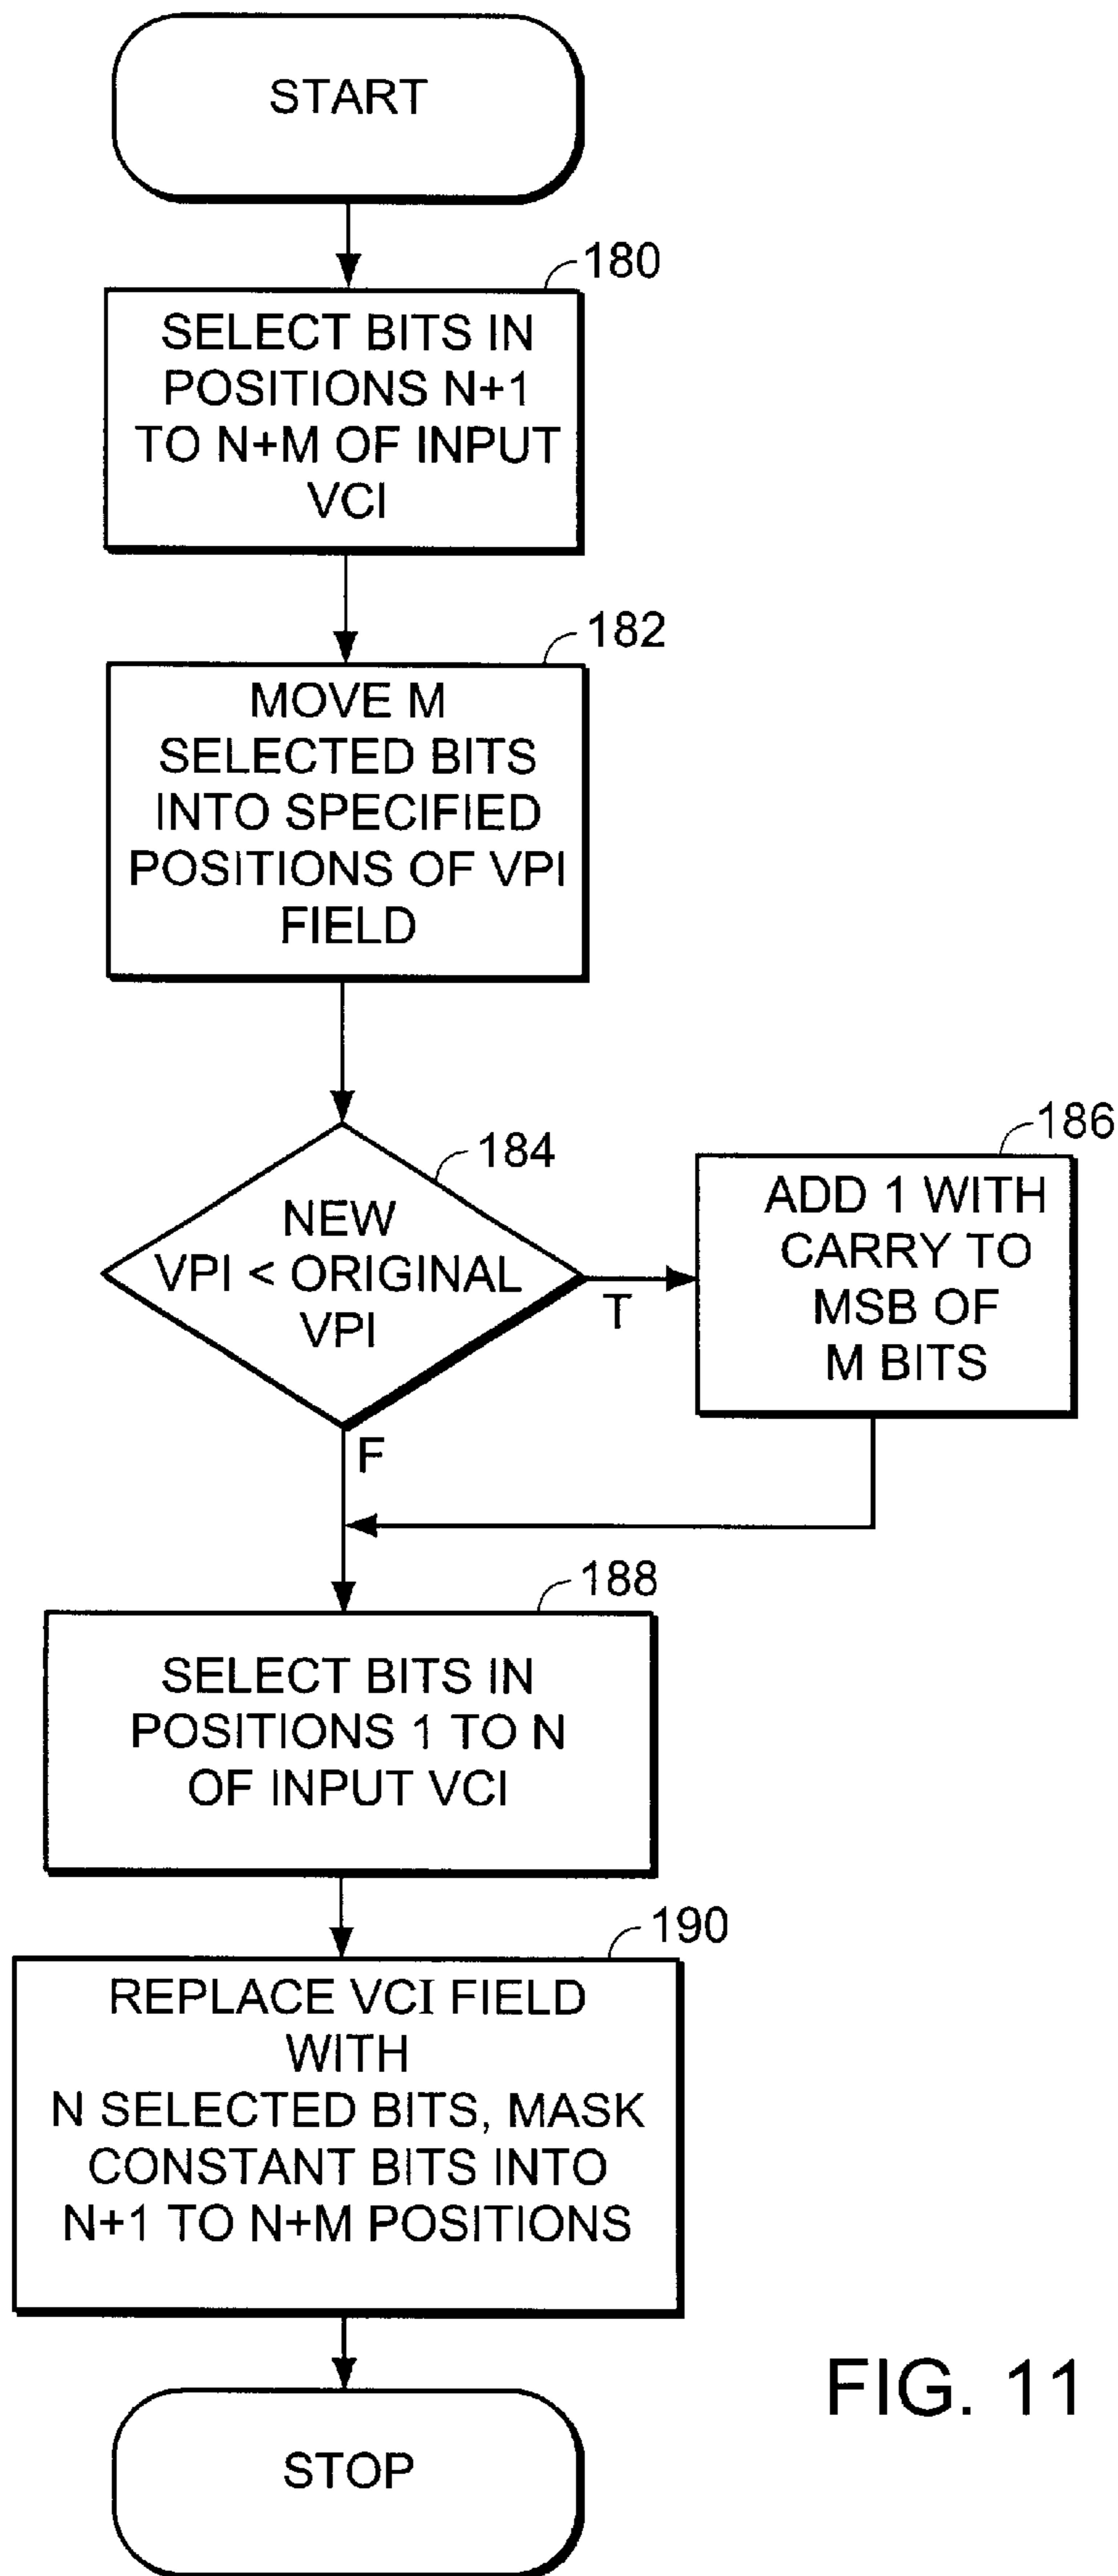 START
180
SELECT BITS IN
POSITIONS N+1
TO N+M OF INPUT
VCI
182
MOVE M
SELECTED BITS
INTO SPECIFIED
POSITIONS OF VPI
FIELD
184
NEW
VPI < ORIGINAL
VPI
T
F
186
ADD 1 WITH
CARRY TO
MSB OF
M BITS
188
SELECT BITS IN
POSITIONS 1 TO N
OF INPUT VCI
190
REPLACE VCI FIELD
WITH
N SELECTED BITS, MASK
CONSTANT BITS INTO
N+1 TO N+M POSITIONS
STOP
FIG. 11